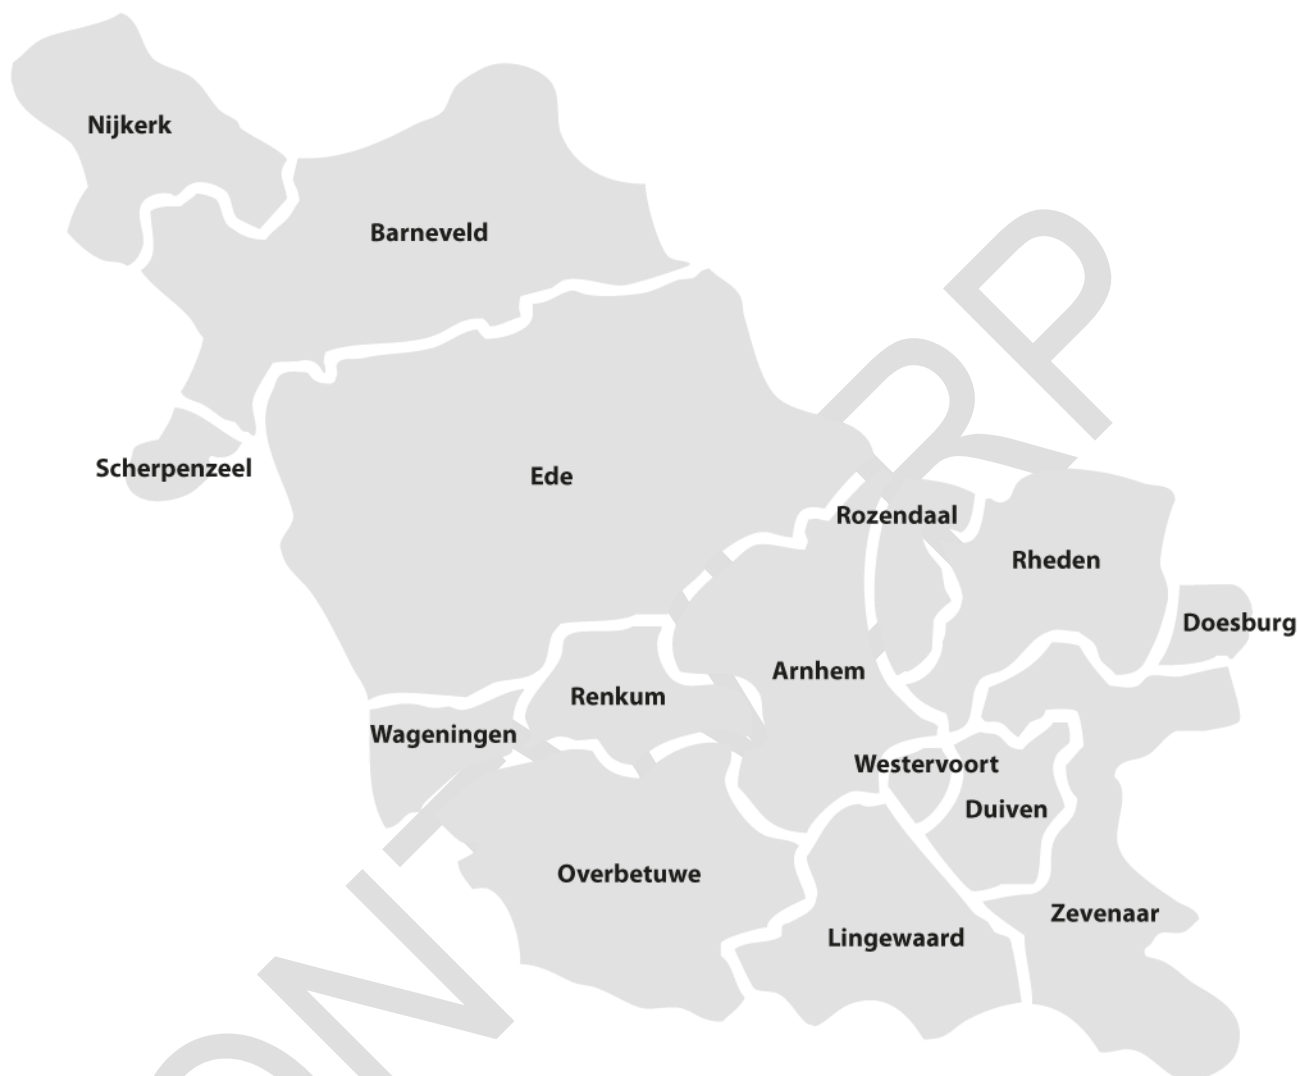 Nijkerk
Barneveld
Scherpenzeel
Ede
Rozendaal
Rheden
Doesburg
Arnhem
Renkum
Wageningen
Westervoort
Duiven
Overbetuwe
Zevenaar
Lingewaard